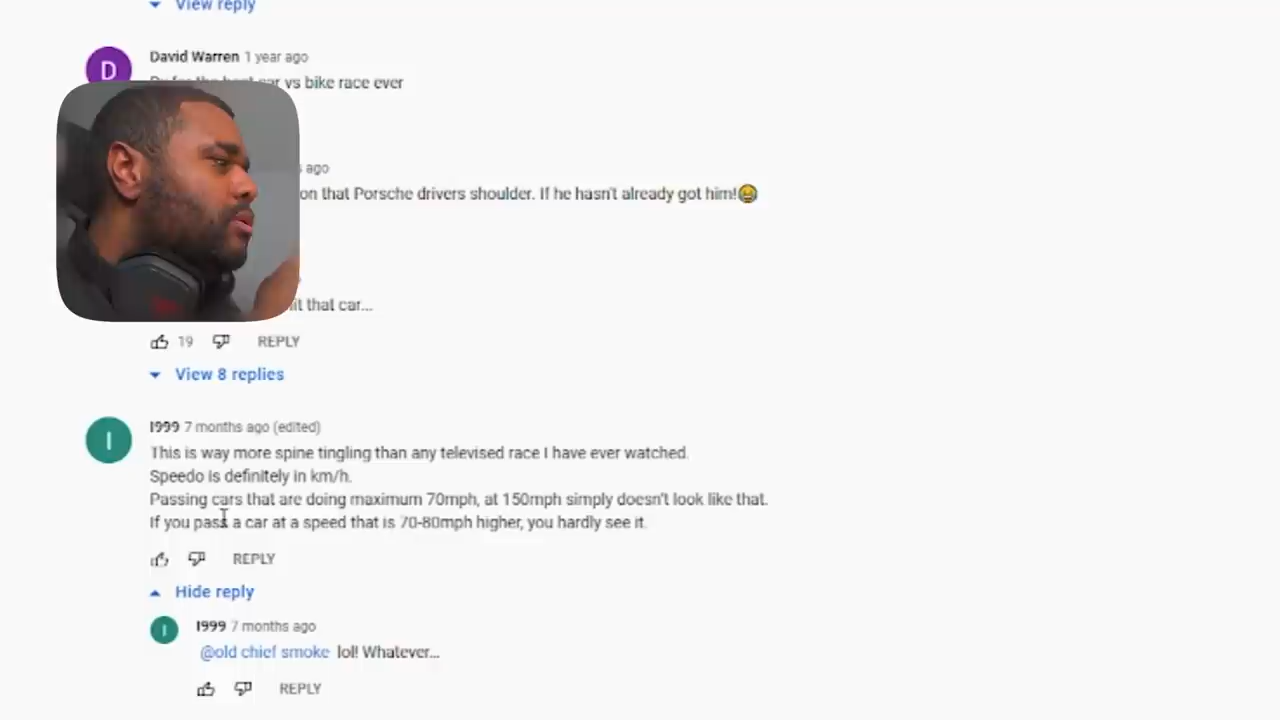 View reply
David Warren 1 year ago
car vs bike race ever
ago
on that Porsche drivers shoulder. If he hasn't already got him!😂
that car...
19 REPLY
View 8 replies
I
I999 7 months ago (edited)
This is way more spine tingling than any televised race I have ever watched.
Speedo is definitely in km/h.
Passing cars that are doing maximum 70mph, at 150mph simply doesn't look like that.
If you pass a car at a speed that is 70-80mph higher, you hardly see it.
REPLY
Hide reply
I
I999 7 months ago
@old chief smoke lol! Whatever...
REPLY